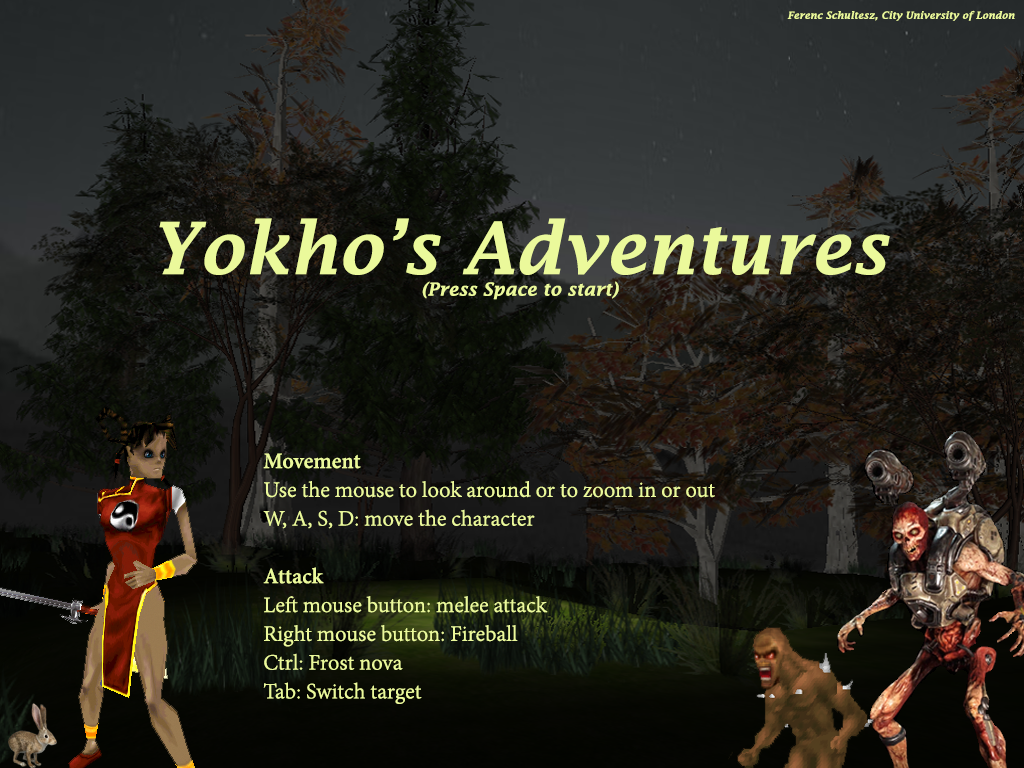 Ferenc Schultesz, City University of London
Yokho's Adventures
(Press Space to start)
Movement
Use the mouse to look around or to zoom in or out
W, A, S, D: move the character
Attack
Left mouse button: melee attack
Right mouse button: Fireball
Ctrl: Frost nova
Tab: Switch target